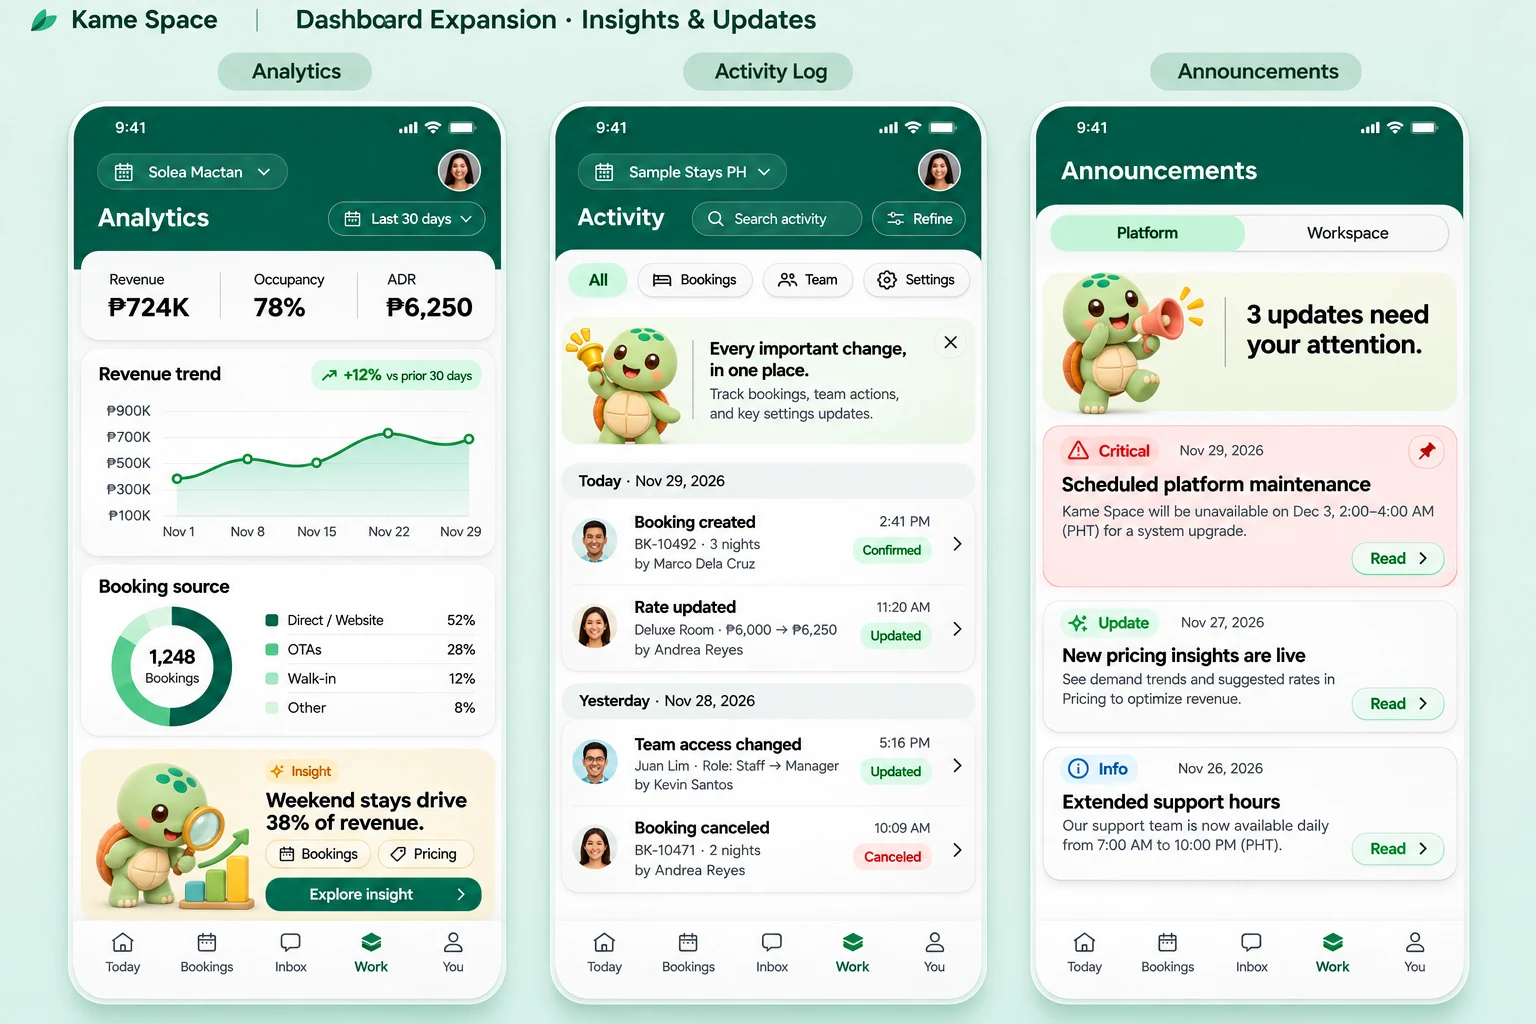 Kame Space | Dashboard Expansion · Insights & Updates
Analytics
9:41
Solea Mactan
Analytics
Last 30 days
Revenue
₱724K
Occupancy
78%
ADR
₱6,250
Revenue trend
+12% vs prior 30 days
₱900K
₱700K
₱500K
₱300K
₱100K
Nov 1
Nov 8
Nov 15
Nov 22
Nov 29
Booking source
1,248
Bookings
Direct / Website 52%
OTAs 28%
Walk-in 12%
Other 8%
Insight
Weekend stays drive
38% of revenue.
Bookings
Pricing
Explore insight
Today
Bookings
Inbox
Work
You
Activity Log
9:41
Sample Stays PH
Activity
Search activity
Refine
All
Bookings
Team
Settings
Every important change,
in one place.
Track bookings, team actions,
and key settings updates.
Today · Nov 29, 2026
Booking created
2:41 PM
BK-10492 · 3 nights
Confirmed
by Marco Dela Cruz
Rate updated
11:20 AM
Deluxe Room · ₱6,000 → ₱6,250
Updated
by Andrea Reyes
Yesterday · Nov 28, 2026
Team access changed
5:16 PM
Juan Lim · Role: Staff → Manager
Updated
by Kevin Santos
Booking canceled
10:09 AM
BK-10471 · 2 nights
Canceled
by Andrea Reyes
Today
Bookings
Inbox
Work
You
Announcements
9:41
Announcements
Platform
Workspace
3 updates need
your attention.
Critical
Nov 29, 2026
Scheduled platform maintenance
Kame Space will be unavailable on Dec 3, 2:00–4:00 AM
(PHT) for a system upgrade.
Read
Update
Nov 27, 2026
New pricing insights are live
See demand trends and suggested rates in
Pricing to optimize revenue.
Read
Info
Nov 26, 2026
Extended support hours
Our support team is now available daily
from 7:00 AM to 10:00 PM (PHT).
Read
Today
Bookings
Inbox
Work
You